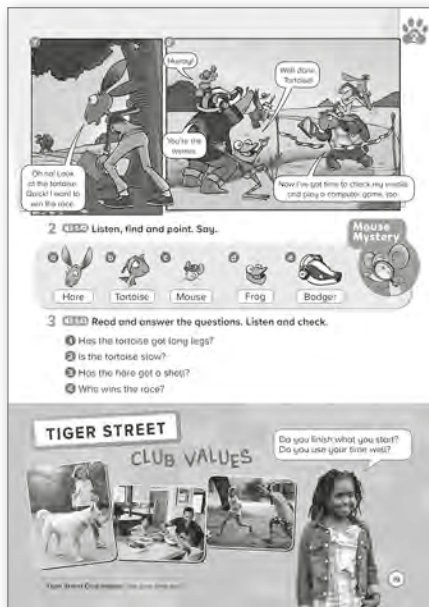 Oh no! Look
at the tortoise.
Quick! I want to
win the race.
Hurray!
Well done,
Tortoise!
You're the
winner.
Now I've got time to check my emails
and play a computer game, too.
2 Listen, find and point. Say.
Mouse
Mystery
a b c d e
Hare Tortoise Mouse Frog Badger
3 Read and answer the questions. Listen and check.
1 Has the tortoise got long legs?
2 Is the tortoise slow?
3 Has the hare got a shell?
4 Who wins the race?
TIGER STREET
CLUB VALUES
Do you finish what you start?
Do you use your time well?
Tiger Street Club